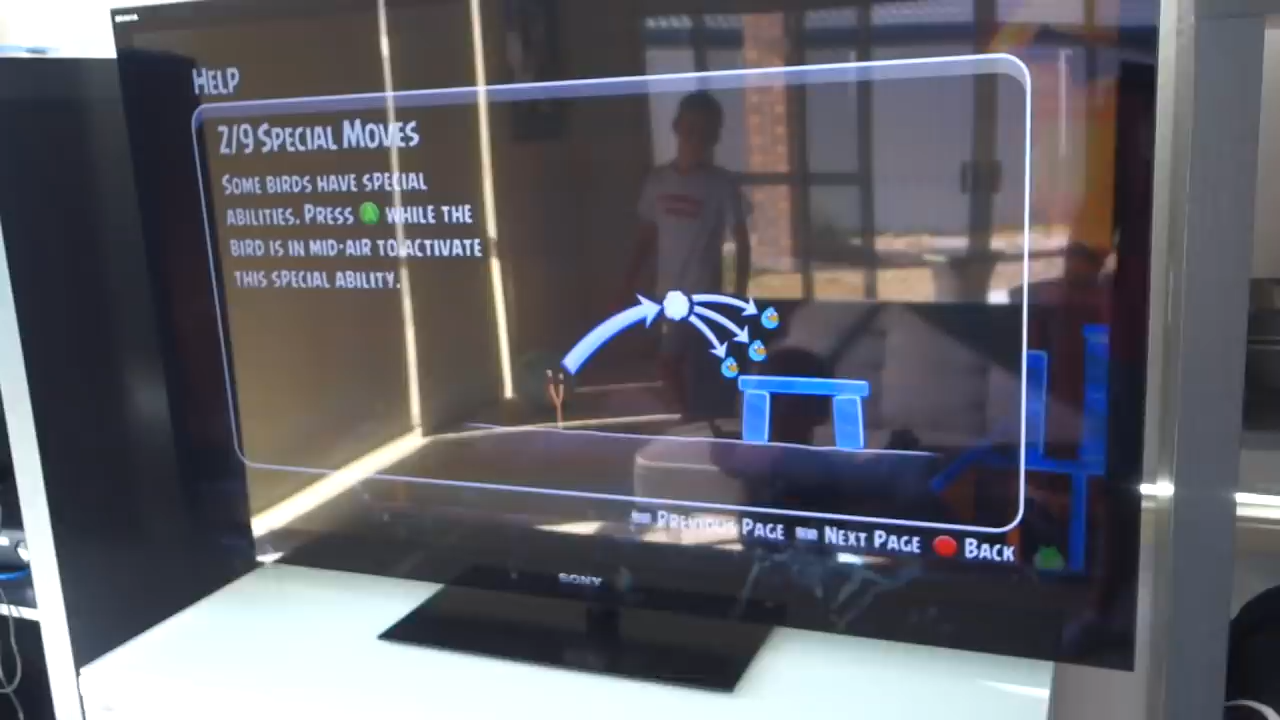 BRAVIA
HELP
2/9 SPECIAL MOVES
SOME BIRDS HAVE SPECIAL
ABILITIES. PRESS A WHILE THE
BIRD IS IN MID-AIR TO ACTIVATE
THIS SPECIAL ABILITY.
PREVIOUS PAGE NEXT PAGE BACK
SONY